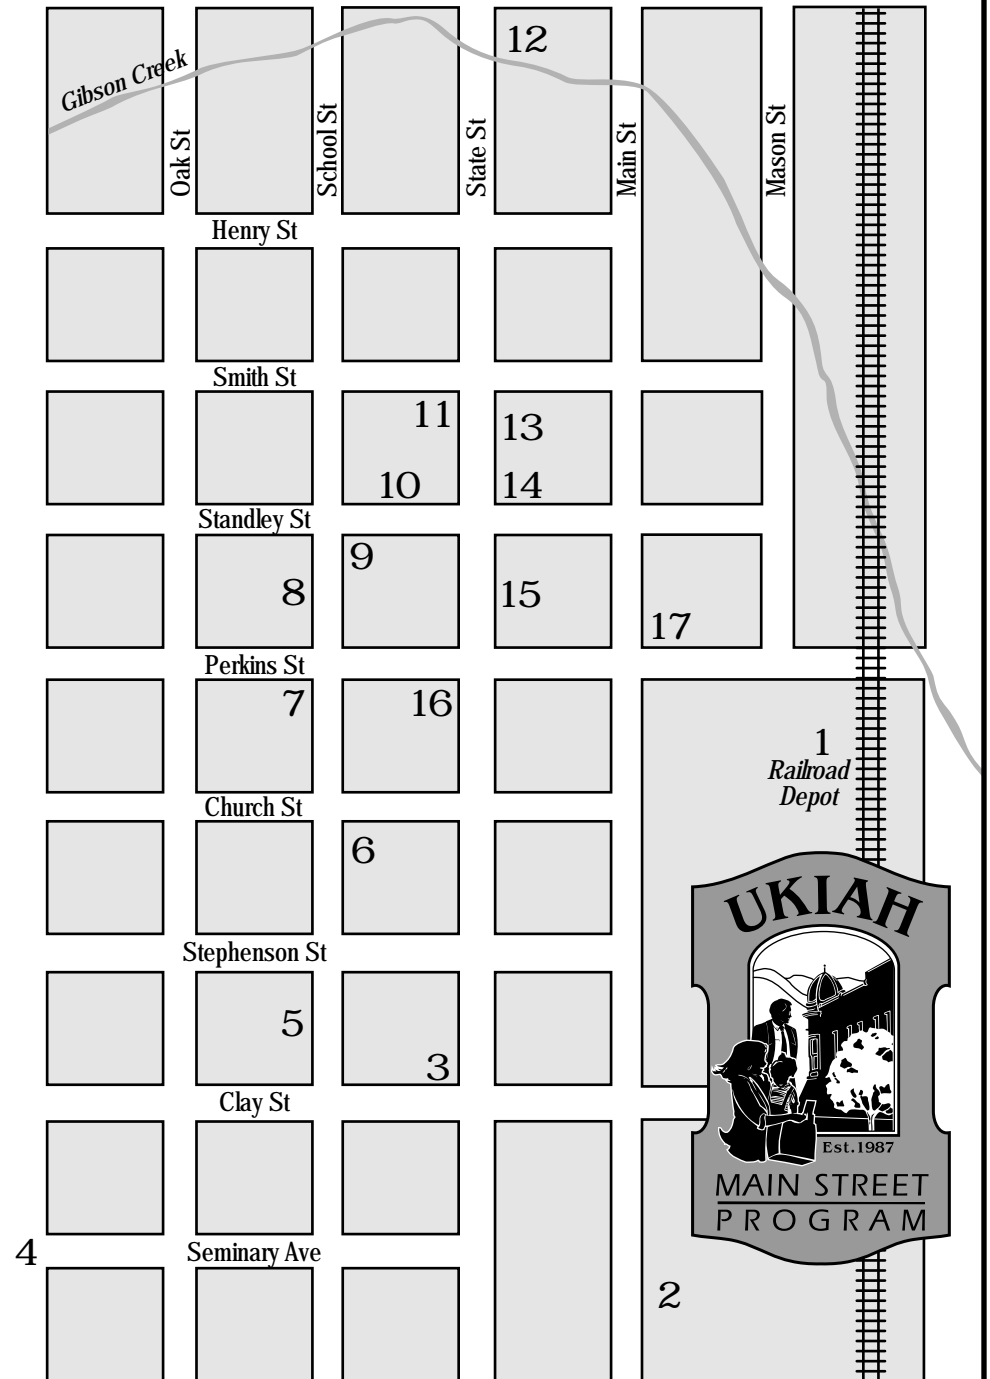 12
Gibson Creek
Oak St
School St
State St
Main St
Mason St
Henry St
Smith St
11
13
10
14
Standley St
9
8
15
17
Perkins St
7
16
1
Railroad
Depot
Church St
6
UKIAH
Stephenson St
5
3
Clay St
Est.1987
MAIN STREET
PROGRAM
4
Seminary Ave
2